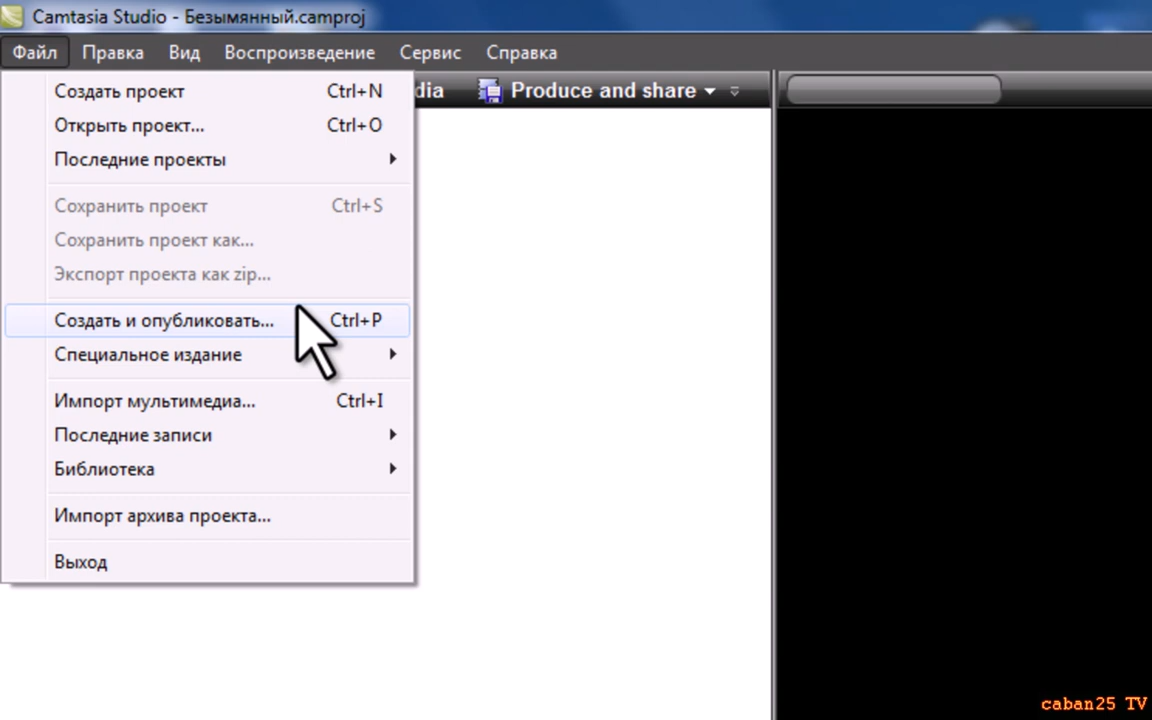 Camtasia Studio - Безымянный.camproj
Файл Правка Вид Воспроизведение Сервис Справка
dia Produce and share
Создать проект Ctrl+N
Открыть проект... Ctrl+O
Последние проекты
Сохранить проект Ctrl+S
Сохранить проект как...
Экспорт проекта как zip...
Создать и опубликовать... Ctrl+P
Специальное издание
Импорт мультимедиа... Ctrl+I
Последние записи
Библиотека
Импорт архива проекта...
Выход
caban25 TV